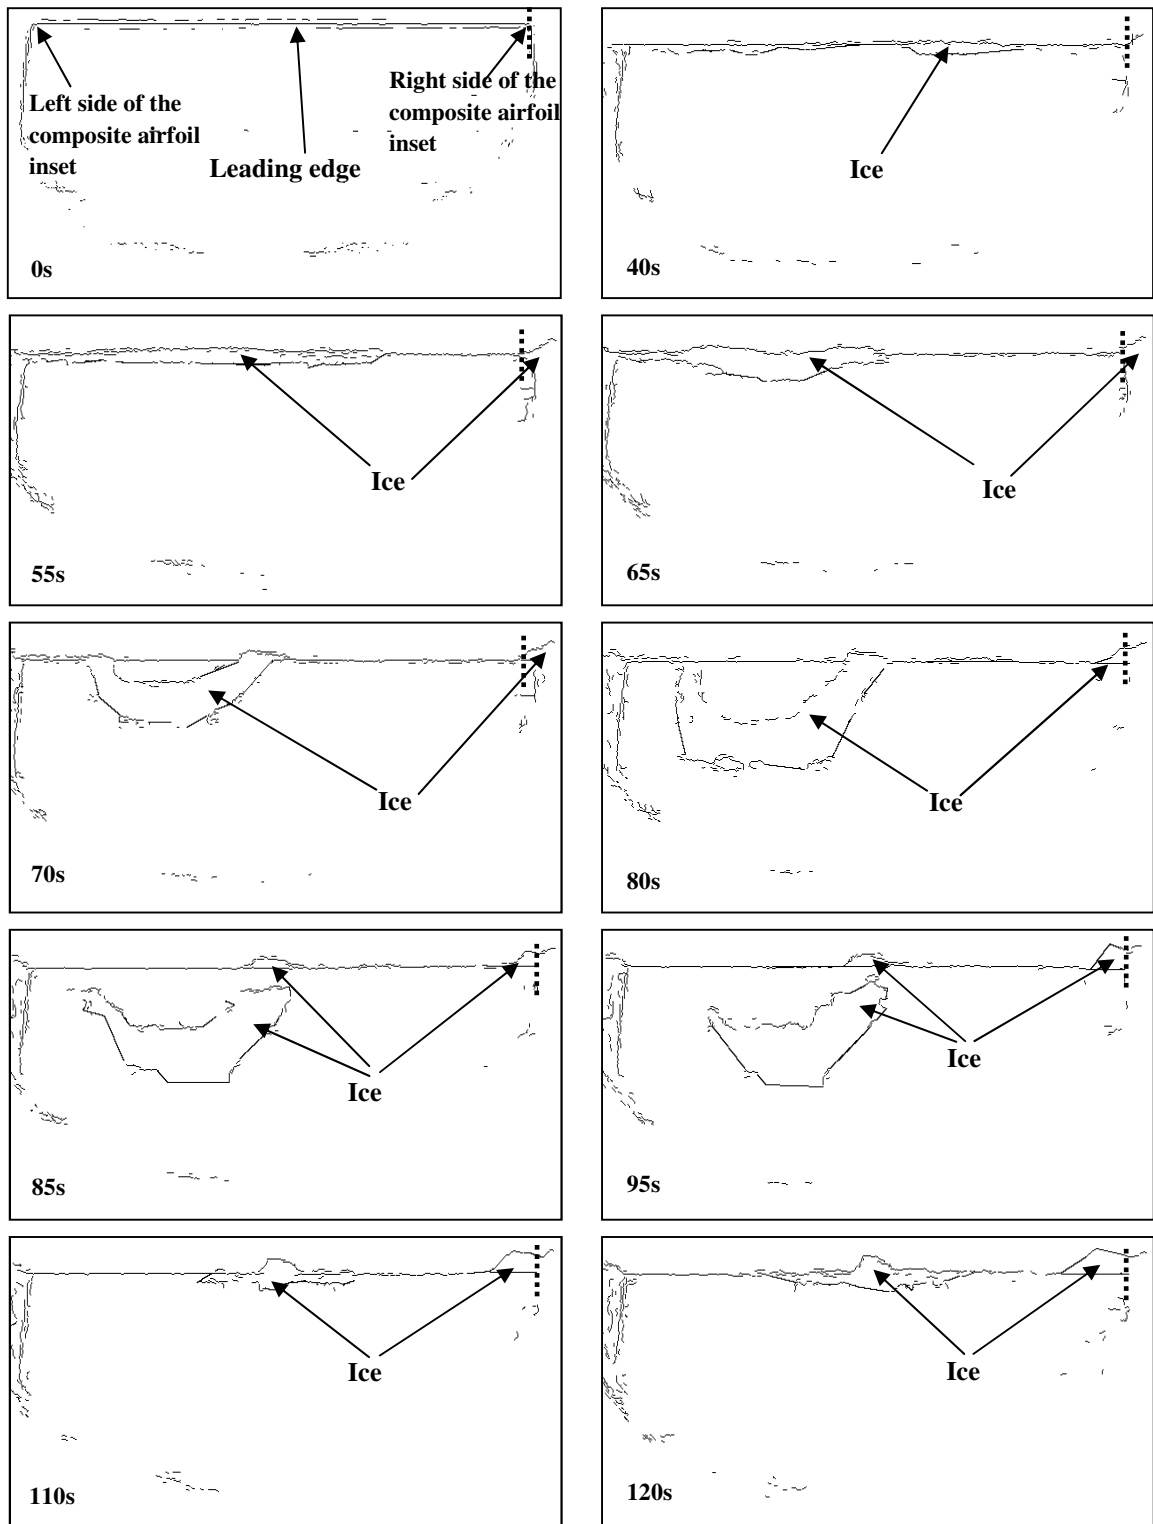 Left side of the
composite airfoil
inset
Leading edge
Right side of the
composite airfoil
inset
0s
Ice
40s
Ice
55s
Ice
65s
Ice
70s
Ice
80s
Ice
85s
Ice
95s
Ice
110s
Ice
120s